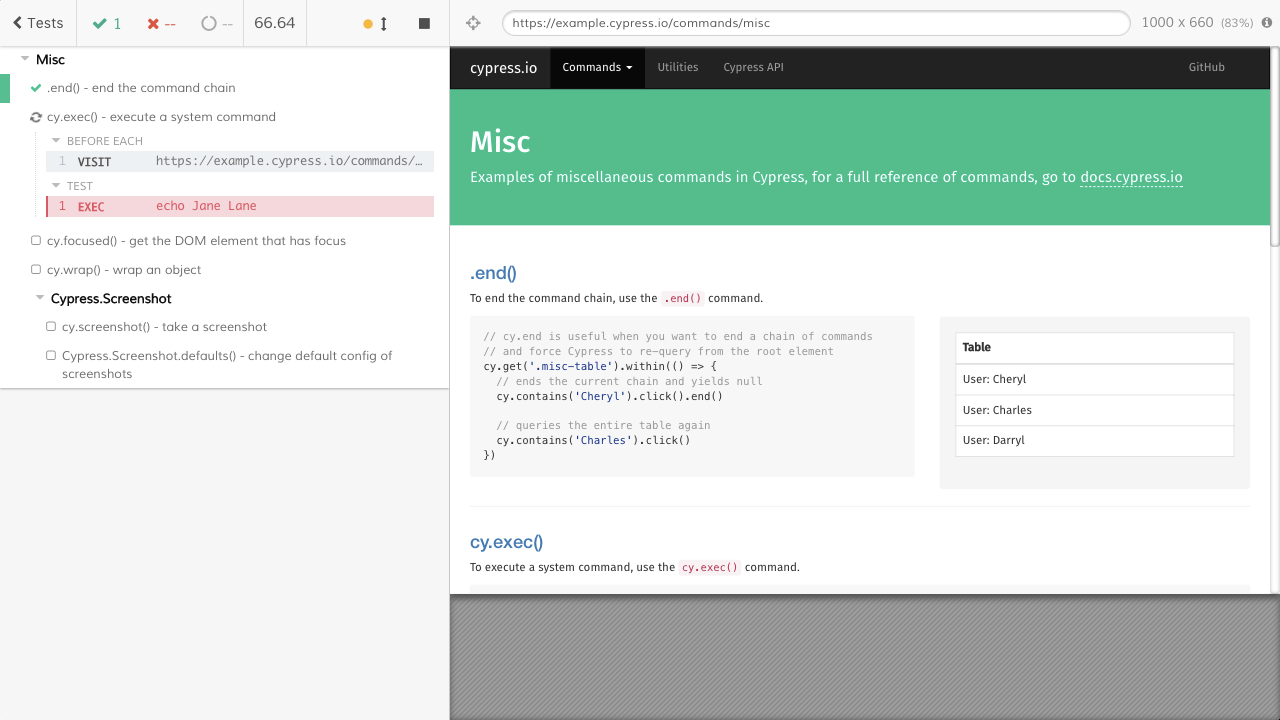 Tests
1
--
--
66.64
https://example.cypress.io/commands/misc
1000 x 660 (83%)
Misc
.end() - end the command chain
cy.exec() - execute a system command
BEFORE EACH
1 VISIT https://example.cypress.io/commands/…
TEST
1 EXEC echo Jane Lane
cy.focused() - get the DOM element that has focus
cy.wrap() - wrap an object
Cypress.Screenshot
cy.screenshot() - take a screenshot
Cypress.Screenshot.defaults() - change default config of
screenshots
cypress.io Commands Utilities Cypress API GitHub
Misc
Examples of miscellaneous commands in Cypress, for a full reference of commands, go to docs.cypress.io
.end()
To end the command chain, use the .end() command.
// cy.end is useful when you want to end a chain of commands
// and force Cypress to re-query from the root element
cy.get('.misc-table').within(() => {
// ends the current chain and yields null
cy.contains('Cheryl').click().end()
// queries the entire table again
cy.contains('Charles').click()
})
Table
User: Cheryl
User: Charles
User: Darryl
cy.exec()
To execute a system command, use the cy.exec() command.